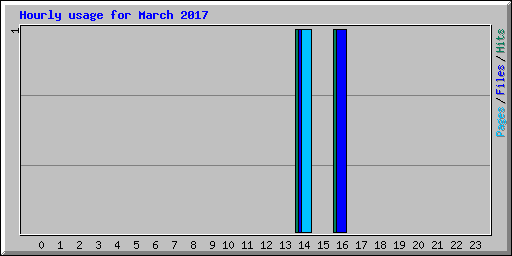 Hourly usage for March 2017
1
Pages/Files/Hits
0 1 2 3 4 5 6 7 8 9 10 11 12 13 14 15 16 17 18 19 20 21 22 23